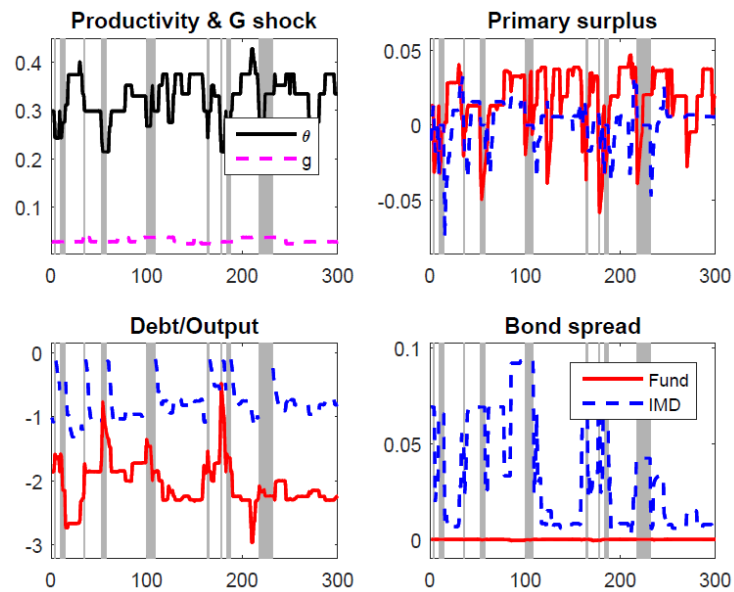 Productivity & G shock
0.4
0.3
0.2
0.1
θ
g
0 100 200 300
Primary surplus
0.05
0
-0.05
0 100 200 300
Debt/Output
0
-1
-2
-3
0 100 200 300
Bond spread
0.1
0.05
0
Fund
IMD
0 100 200 300